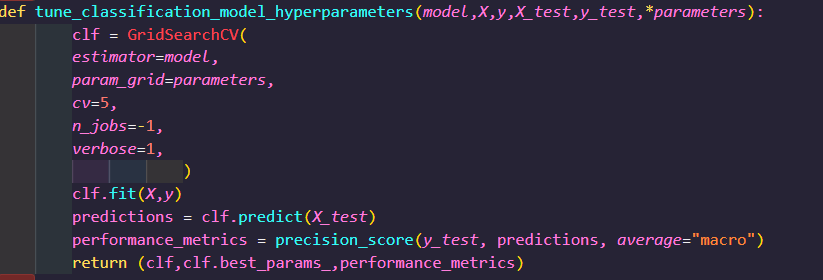 def tune_classification_model_hyperparameters(model,X,y,X_test,y_test,*parameters):
clf = GridSearchCV(
estimator=model,
param_grid=parameters,
cv=5,
n_jobs=-1,
verbose=1,
)
clf.fit(X,y)
predictions = clf.predict(X_test)
performance_metrics = precision_score(y_test, predictions, average="macro")
return (clf,clf.best_params_,performance_metrics)